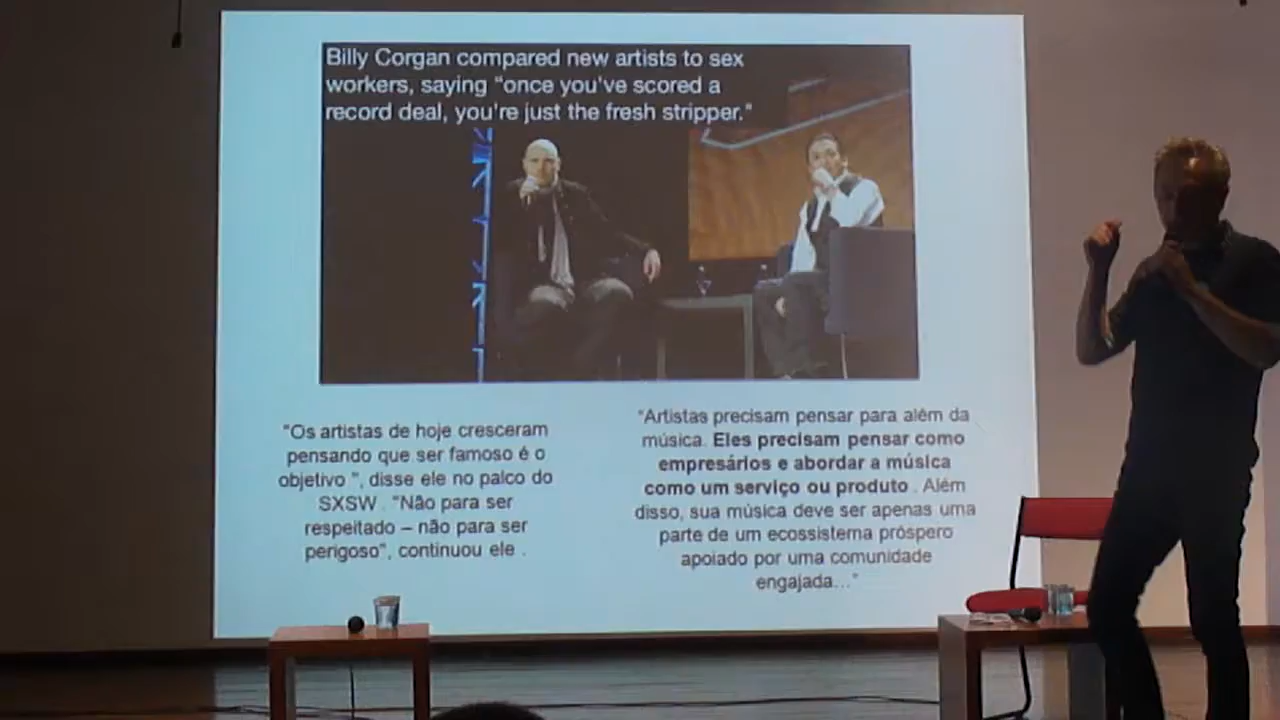 Billy Corgan compared new artists to sex
workers, saying "once you've scored a
record deal, you're just the fresh stripper."
"Os artistas de hoje cresceram
pensando que ser famoso é o
objetivo ", disse ele no palco do
SXSW . "Não para ser
respeitado – não para ser
perigoso", continuou ele .
"Artistas precisam pensar para além da
música. Eles precisam pensar como
empresários e abordar a música
como um serviço ou produto . Além
disso, sua música deve ser apenas uma
parte de um ecossistema próspero
apoiado por uma comunidade
engajada..."